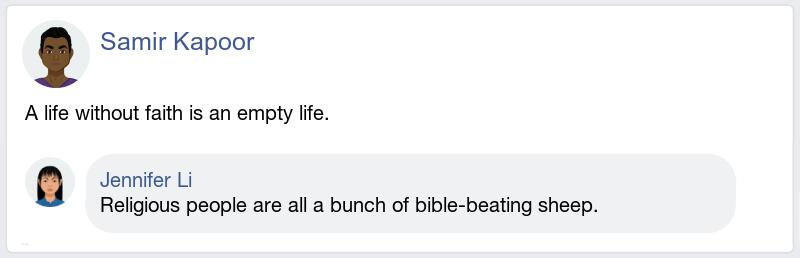 Samir Kapoor
A life without faith is an empty life.
Jennifer Li
Religious people are all a bunch of bible-beating sheep.